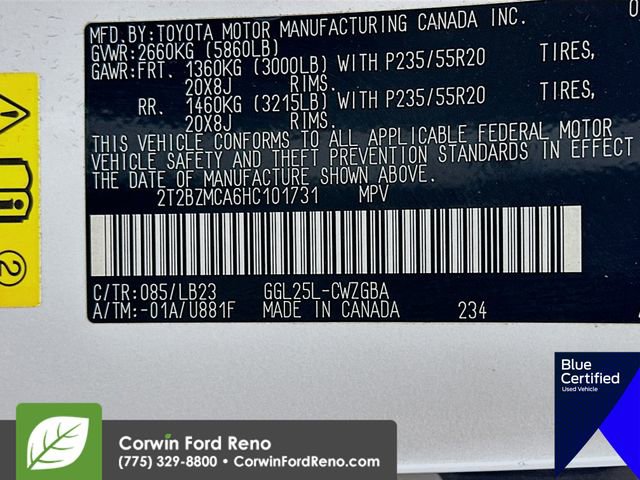 MFD.BY:TOYOTA MOTOR MANUFACTURING CANADA INC.
GVWR:2660KG (5860LB)
GAWR:FRT. 1360KG (3000LB) WITH P235/55R20 TIRES,
20X8J RIMS.
RR. 1460KG (3215LB) WITH P235/55R20 TIRES,
20X8J RIMS.
THIS VEHICLE CONFORMS TO ALL APPLICABLE FEDERAL MOTOR
VEHICLE SAFETY AND THEFT PREVENTION STANDARDS IN EFFECT
THE DATE OF MANUFACTURE SHOWN ABOVE.
2T2BZMCA6HC101731 MPV
C/TR:085/LB23 GGL25L-CWZGBA
A/TM:-01A/U881F MADE IN CANADA 234
2
Blue
Certified
Used Vehicle
Corwin Ford Reno
(775) 329-8800 • CorwinFordReno.com